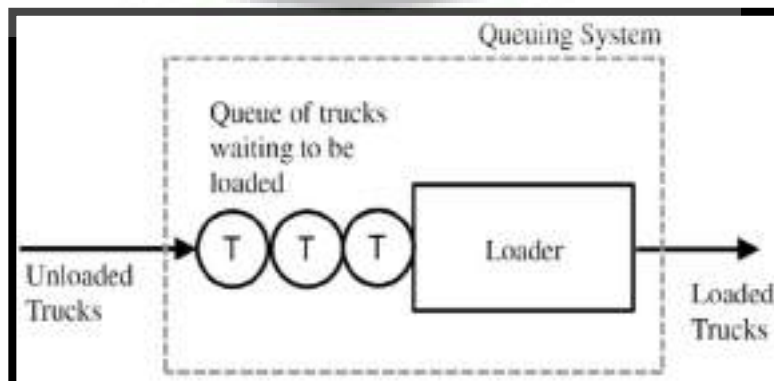 Queuing System
Queue of trucks
waiting to be
loaded
T T T
Loader
Unloaded
Trucks
Loaded
Trucks